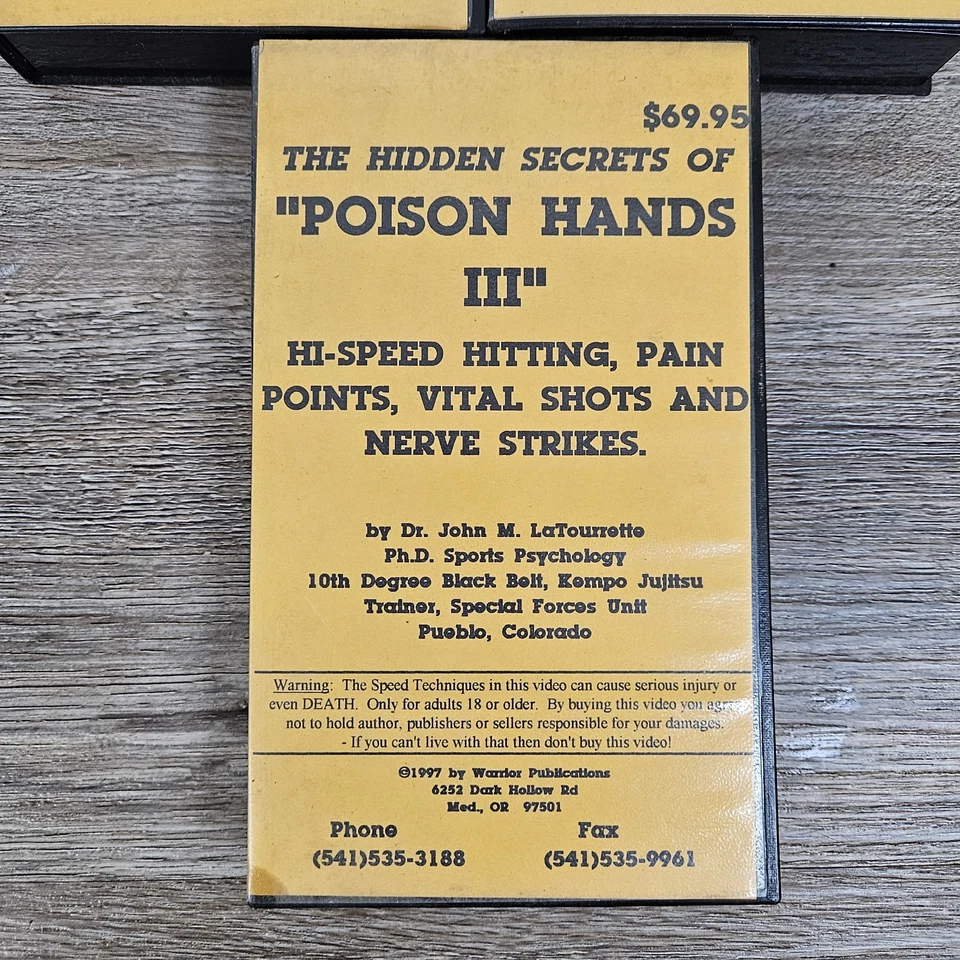 $69.95
THE HIDDEN SECRETS OF
"POISON HANDS
III"
HI-SPEED HITTING, PAIN
POINTS, VITAL SHOTS AND
NERVE STRIKES.
by Dr. John M. LaTourrette
Ph.D. Sports Psychology
10th Degree Black Belt, Kempo Jujitsu
Trainer, Special Forces Unit
Pueblo, Colorado
Warning: The Speed Techniques in this video can cause serious injury or
even DEATH. Only for adults 18 or older. By buying this video you agree
not to hold author, publishers or sellers responsible for your damages.
- If you can't live with that then don't buy this video!
©1997 by Warrior Publications
6252 Dark Hollow Rd
Med., OR 97501
Phone Fax
(541)535-3188 (541)535-9961